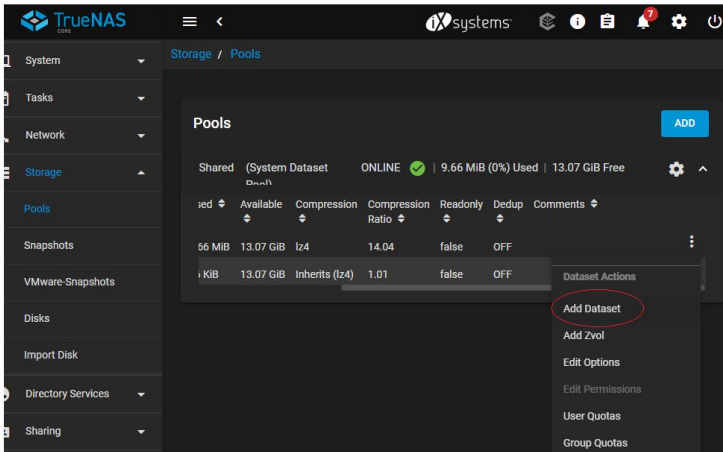 TrueNAS
CORE
iXsystems
7
System
Storage / Pools
Tasks
Pools
ADD
Network
Storage
Shared (System Dataset Pool) ONLINE | 9.66 MiB (0%) Used | 13.07 GiB Free
Pools
Available Compression Compression Ratio Readonly Dedup Comments
Snapshots
MiB 13.07 GiB lz4 14.04 false OFF
VMware-Snapshots
KiB 13.07 GiB Inherits (lz4) 1.01 false OFF
Dataset Actions
Disks
Add Dataset
Add Zvol
Import Disk
Edit Options
Directory Services
Edit Permissions
User Quotas
Sharing
Group Quotas